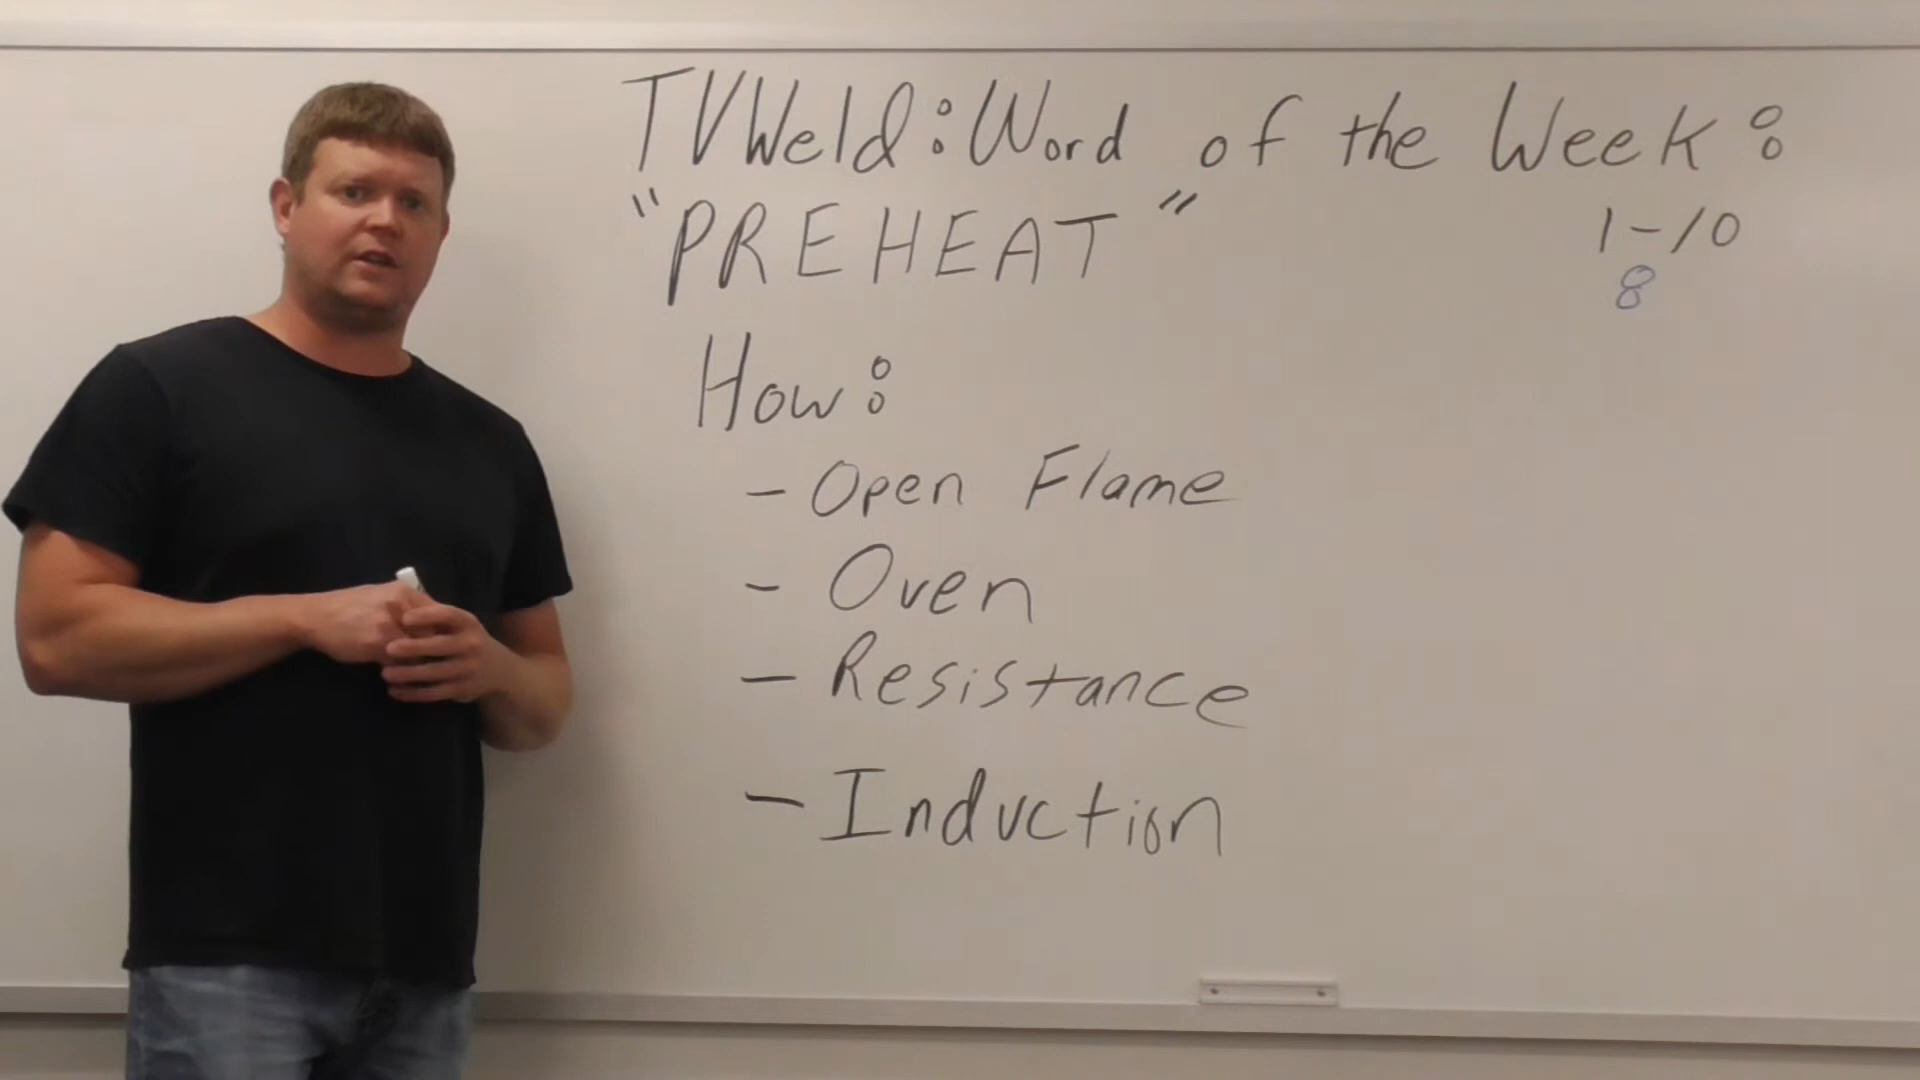 TVWeld: Word of the Week:
"PREHEAT"
1-10
8
How:
- Open Flame
- Oven
- Resistance
- Induction